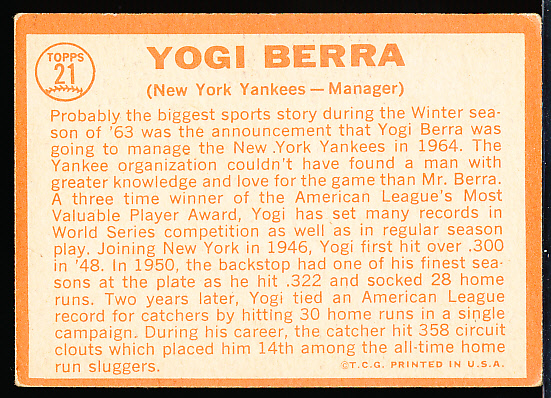 TOPPS
21
YOGI BERRA
(New York Yankees — Manager)
Probably the biggest sports story during the Winter sea-
son of '63 was the announcement that Yogi Berra was
going to manage the New York Yankees in 1964. The
Yankee organization couldn't have found a man with
greater knowledge and love for the game than Mr. Berra.
A three time winner of the American League's Most
Valuable Player Award, Yogi has set many records in
World Series competition as well as in regular season
play. Joining New York in 1946, Yogi first hit over .300
in '48. In 1950, the backstop had one of his finest sea-
sons at the plate as he hit .322 and socked 28 home
runs. Two years later, Yogi tied an American League
record for catchers by hitting 30 home runs in a single
campaign. During his career, the catcher hit 358 circuit
clouts which placed him 14th among the all-time home
run sluggers.
©T.C.G. PRINTED IN U.S.A.